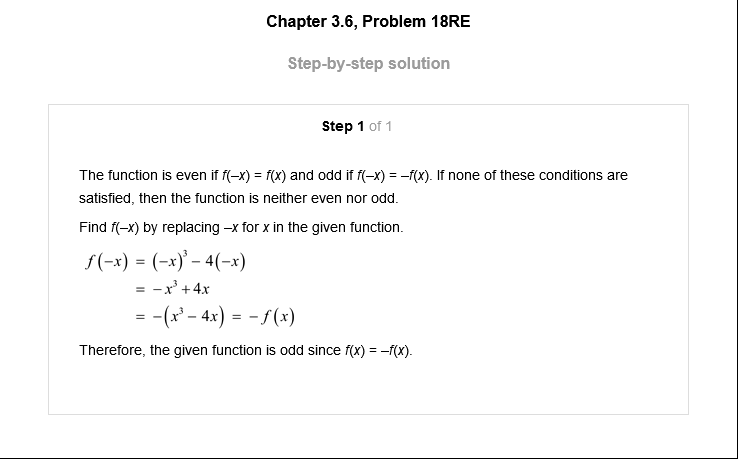 Chapter 3.6, Problem 18RE
Step-by-step solution
Step 1 of 1
The function is even if f(–x) = f(x) and odd if f(–x) = –f(x). If none of these conditions are
satisfied, then the function is neither even nor odd.
Find f(–x) by replacing –x for x in the given function.
f(−x) = (−x)³ − 4(−x)
= −x³ + 4x
= −(x³ − 4x) = −f(x)
Therefore, the given function is odd since f(x) = –f(x).